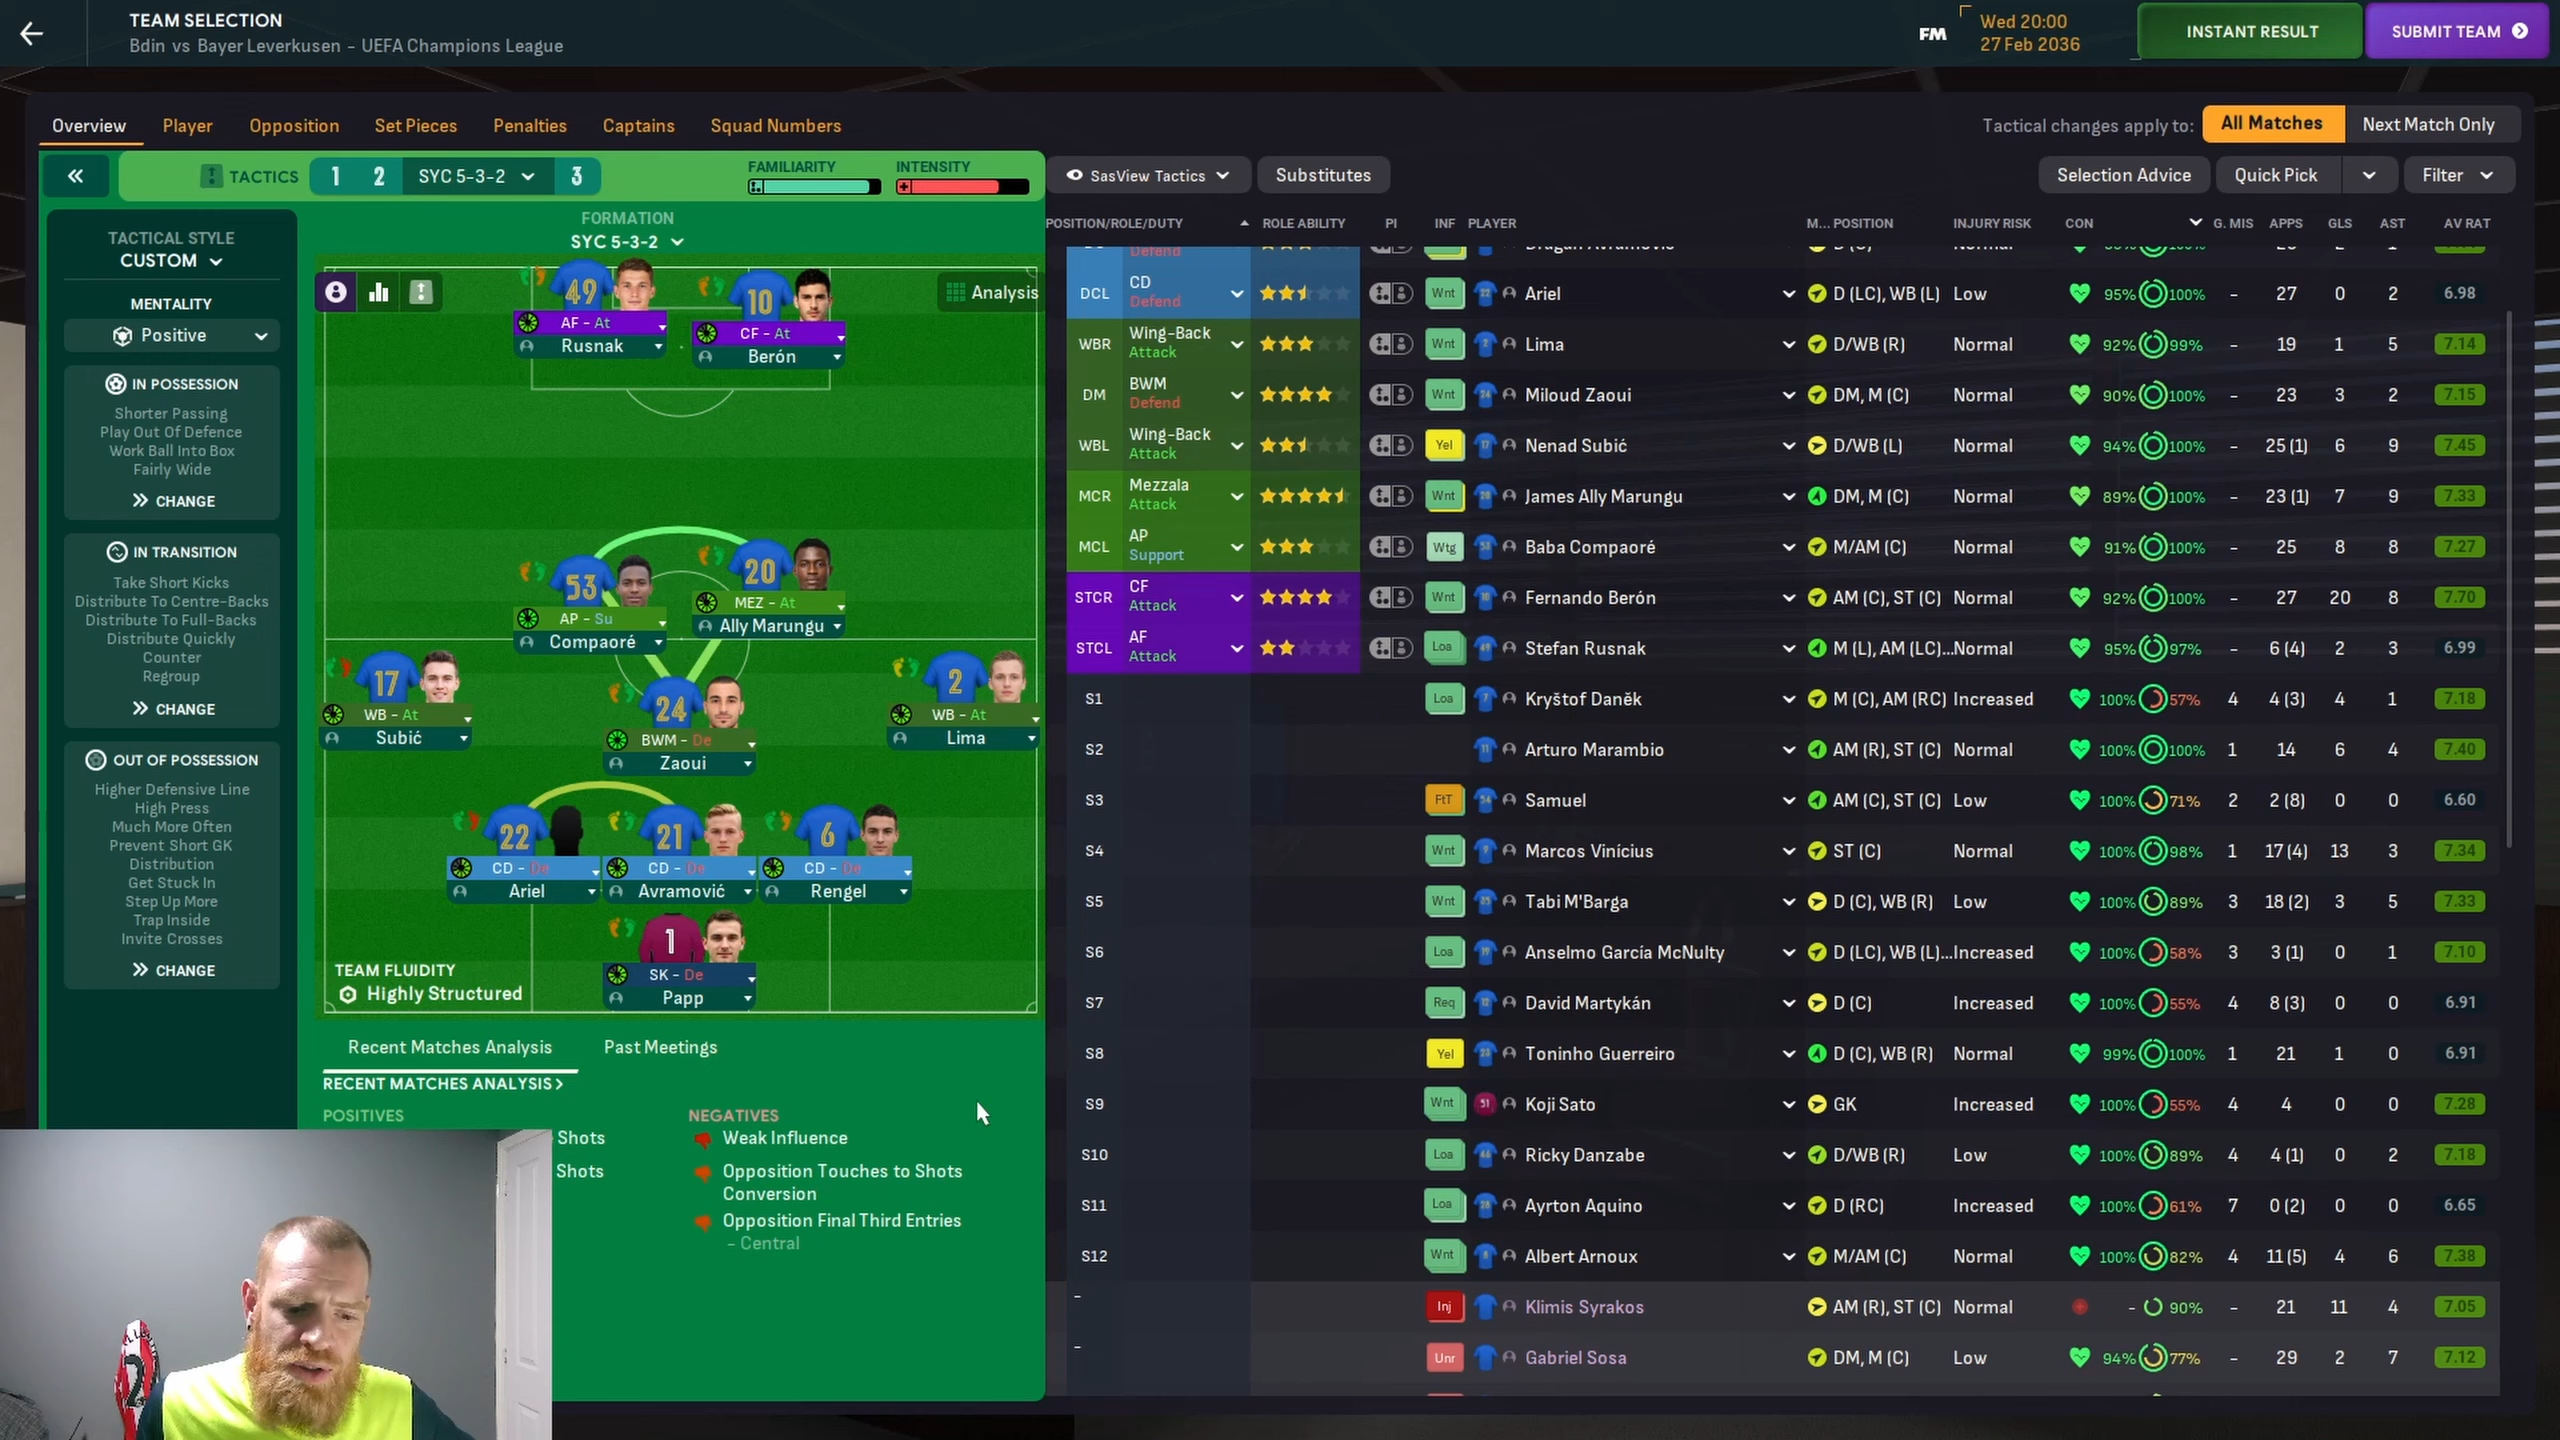 TEAM SELECTION
Bdin vs Bayer Leverkusen - UEFA Champions League
FM
Wed 20:00
27 Feb 2036
INSTANT RESULT
SUBMIT TEAM
Overview
Player
Opposition
Set Pieces
Penalties
Captains
Squad Numbers
Tactical changes apply to:
All Matches
Next Match Only
TACTICS
1
2
SYC 5-3-2
3
FAMILIARITY
INTENSITY
SasView Tactics
Substitutes
Selection Advice
Quick Pick
Filter
TACTICAL STYLE
CUSTOM
MENTALITY
Positive
IN POSSESSION
Shorter Passing
Play Out Of Defence
Work Ball Into Box
Fairly Wide
CHANGE
IN TRANSITION
Take Short Kicks
Distribute To Centre-Backs
Distribute To Full-Backs
Distribute Quickly
Counter
Regroup
CHANGE
OUT OF POSSESSION
Higher Defensive Line
High Press
Much More Often
Prevent Short GK
Distribution
Get Stuck In
Step Up More
Trap Inside
Invite Crosses
CHANGE
FORMATION
SYC 5-3-2
Analysis
49
AF - At
Rusnak
10
CF - At
Berón
53
AP - Su
Compaoré
20
MEZ - At
Ally Marungu
17
WB - At
Subić
24
BWM - De
Zaoui
2
WB - At
Lima
22
CD - De
Ariel
21
CD - De
Avramović
6
CD - De
Rengel
1
SK - De
Papp
TEAM FLUIDITY
Highly Structured
Recent Matches Analysis
Past Meetings
RECENT MATCHES ANALYSIS
POSITIVES
Shots
Shots
NEGATIVES
Weak Influence
Opposition Touches to Shots
Conversion
Opposition Final Third Entries
- Central
POSITION/ROLE/DUTY ROLE ABILITY PI INF PLAYER M... POSITION INJURY RISK CON G. MIS APPS GLS AST AV RAT
Defend
DCL CD Defend Wnt Ariel D (LC), WB (L) Low 95% 100% - 27 0 2 6.98
WBR Wing-Back Attack Wnt Lima D/WB (R) Normal 92% 99% - 19 1 5 7.14
DM BWM Defend Wnt Miloud Zaoui DM, M (C) Normal 90% 100% - 23 3 2 7.15
WBL Wing-Back Attack Yel Nenad Subić D/WB (L) Normal 94% 100% - 25 (1) 6 9 7.45
MCR Mezzala Attack Wnt James Ally Marungu DM, M (C) Normal 89% 100% - 23 (1) 7 9 7.33
MCL AP Support Wtg Baba Compaoré M/AM (C) Normal 91% 100% - 25 8 8 7.27
STCR CF Attack Wnt Fernando Berón AM (C), ST (C) Normal 92% 100% - 27 20 8 7.70
STCL AF Attack Loa Stefan Rusnak M (L), AM (LC)... Normal 95% 97% - 6 (4) 2 3 6.99
S1 Loa Kryštof Daněk M (C), AM (RC) Increased 100% 57% 4 4 (3) 4 1 7.18
S2 Arturo Marambio AM (R), ST (C) Normal 100% 100% 1 14 6 4 7.40
S3 FtT Samuel AM (C), ST (C) Low 100% 71% 2 2 (8) 0 0 6.60
S4 Wnt Marcos Vinícius ST (C) Normal 100% 98% 1 17 (4) 13 3 7.34
S5 Wnt Tabi M'Barga D (C), WB (R) Low 100% 89% 3 18 (2) 3 5 7.33
S6 Loa Anselmo García McNulty D (LC), WB (L)... Increased 100% 58% 3 3 (1) 0 1 7.10
S7 Req David Martykán D (C) Increased 100% 55% 4 8 (3) 0 0 6.91
S8 Yel Toninho Guerreiro D (C), WB (R) Normal 99% 100% 1 21 1 0 6.91
S9 Wnt Koji Sato GK Increased 100% 55% 4 4 0 0 7.28
S10 Loa Ricky Danzabe D/WB (R) Low 100% 89% 4 4 (1) 0 2 7.18
S11 Loa Ayrton Aquino D (RC) Increased 100% 61% 7 0 (2) 0 0 6.65
S12 Wnt Albert Arnoux M/AM (C) Normal 100% 82% 4 11 (5) 4 6 7.38
- Inj Klimis Syrakos AM (R), ST (C) Normal - 90% - 21 11 4 7.05
- Unr Gabriel Sosa DM, M (C) Low 94% 77% - 29 2 7 7.12